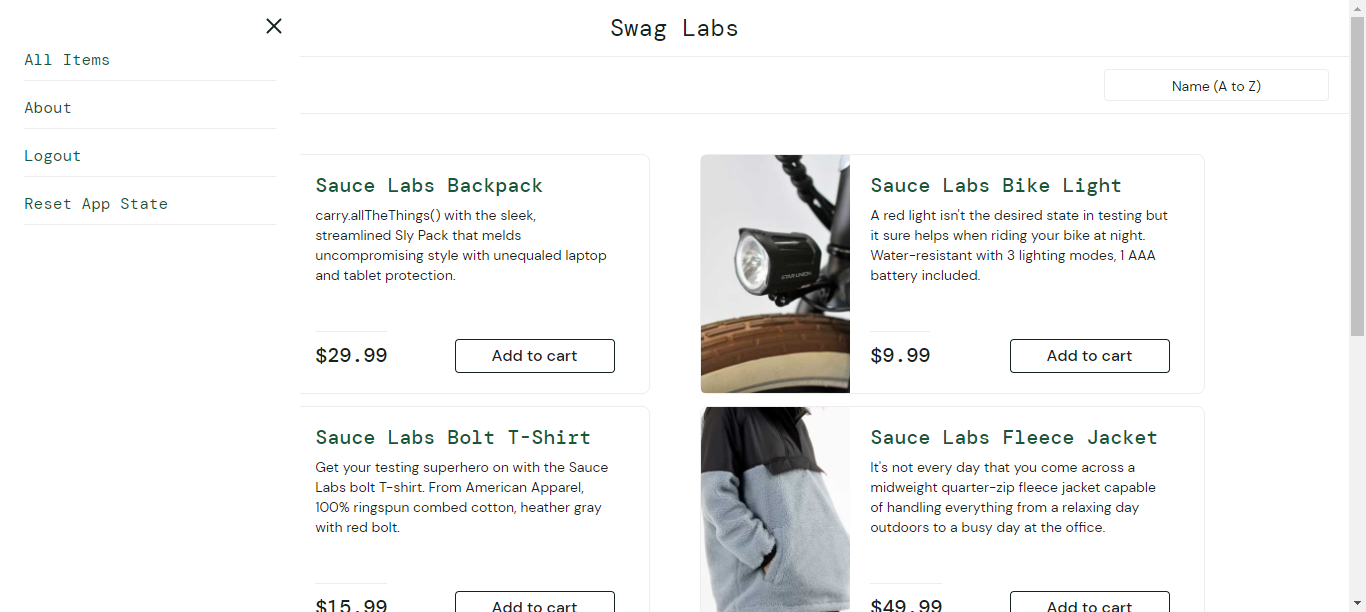 All Items
About
Logout
Reset App State
Swag Labs
Name (A to Z)
Sauce Labs Backpack
carry.allTheThings() with the sleek,
streamlined Sly Pack that melds
uncompromising style with unequaled laptop
and tablet protection.
$29.99
Add to cart
STAR UNION
Sauce Labs Bike Light
A red light isn't the desired state in testing but
it sure helps when riding your bike at night.
Water-resistant with 3 lighting modes, 1 AAA
battery included.
$9.99
Add to cart
Sauce Labs Bolt T-Shirt
Get your testing superhero on with the Sauce
Labs bolt T-shirt. From American Apparel,
100% ringspun combed cotton, heather gray
with red bolt.
$15.99
Add to cart
Sauce Labs Fleece Jacket
It's not every day that you come across a
midweight quarter-zip fleece jacket capable
of handling everything from a relaxing day
outdoors to a busy day at the office.
$49.99
Add to cart